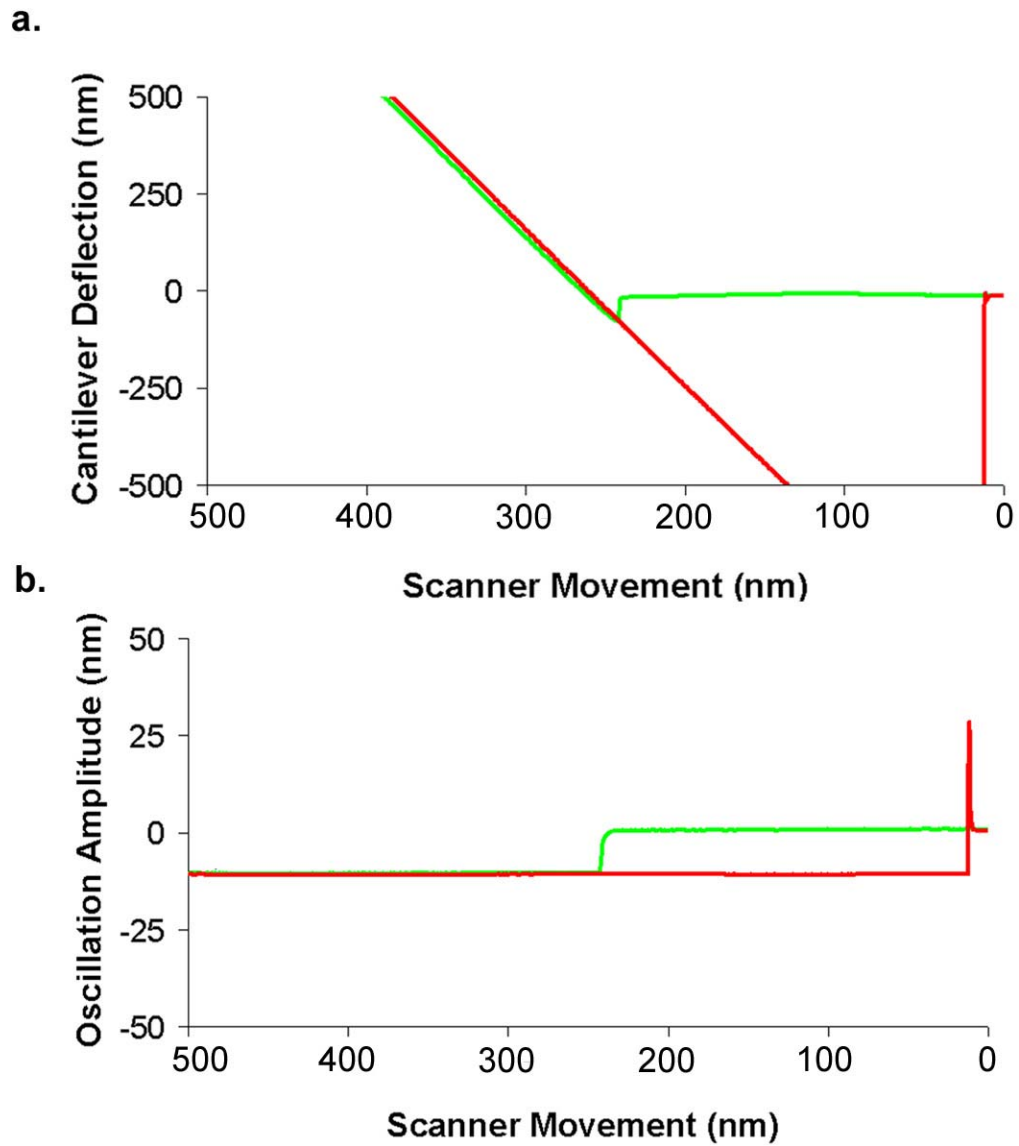 a.
Cantilever Deflection (nm)
500
250
0
-250
-500
500 400 300 200 100 0
Scanner Movement (nm)
b.
Oscillation Amplitude (nm)
50
25
0
-25
-50
500 400 300 200 100 0
Scanner Movement (nm)